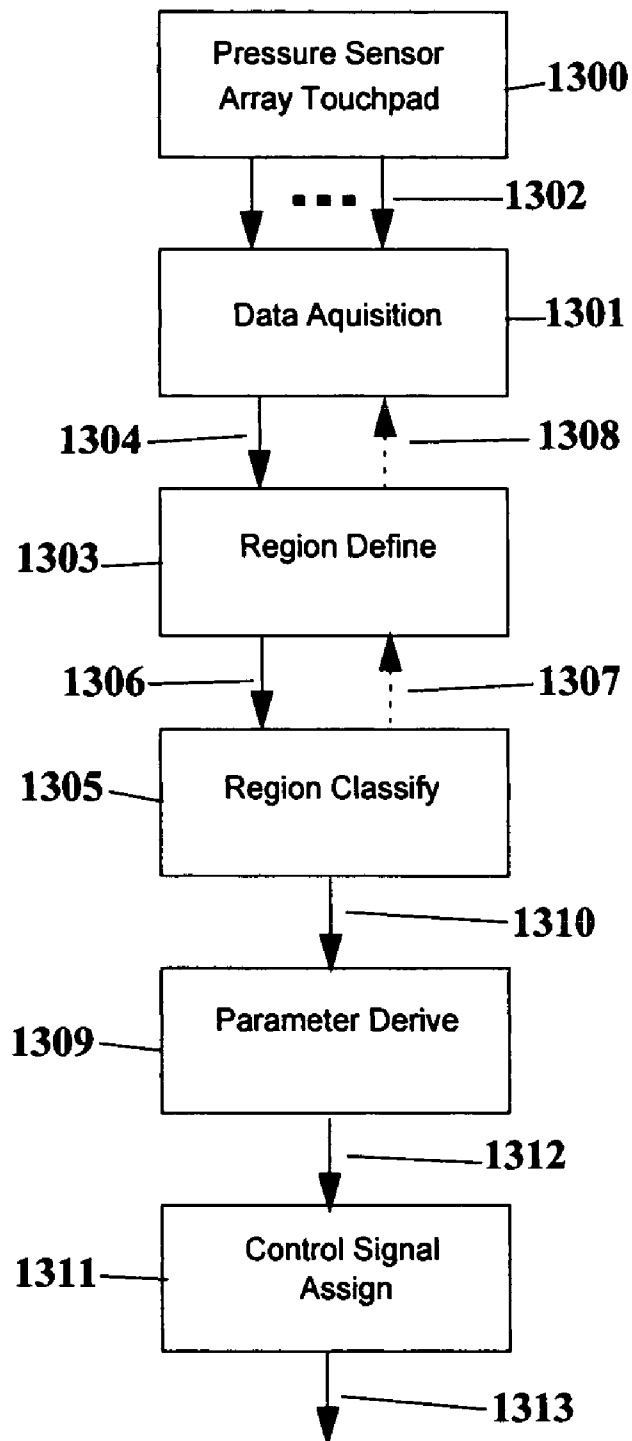 Pressure Sensor
Array Touchpad
1300
1302
Data Aquisition
1301
1304
1308
Region Define
1303
1306
1307
Region Classify
1305
1310
Parameter Derive
1309
1312
Control Signal
Assign
1311
1313